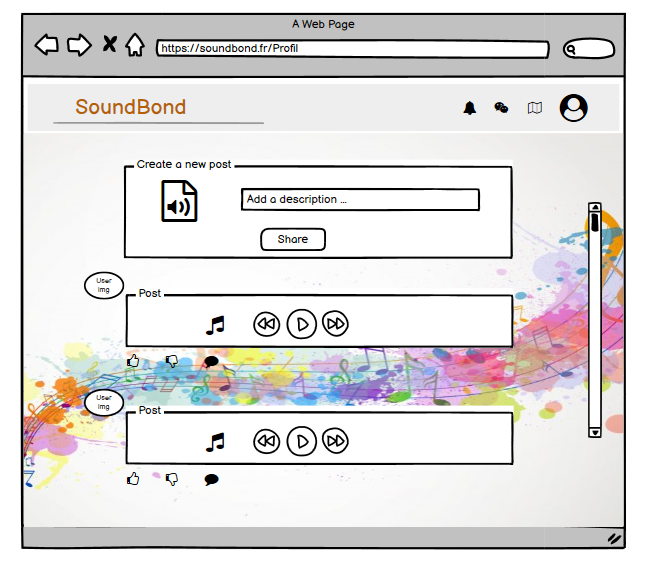 A Web Page
https://soundbond.fr/Profil
SoundBond
Create a new post
Add a description ...
Share
User
img
Post
User
img
Post